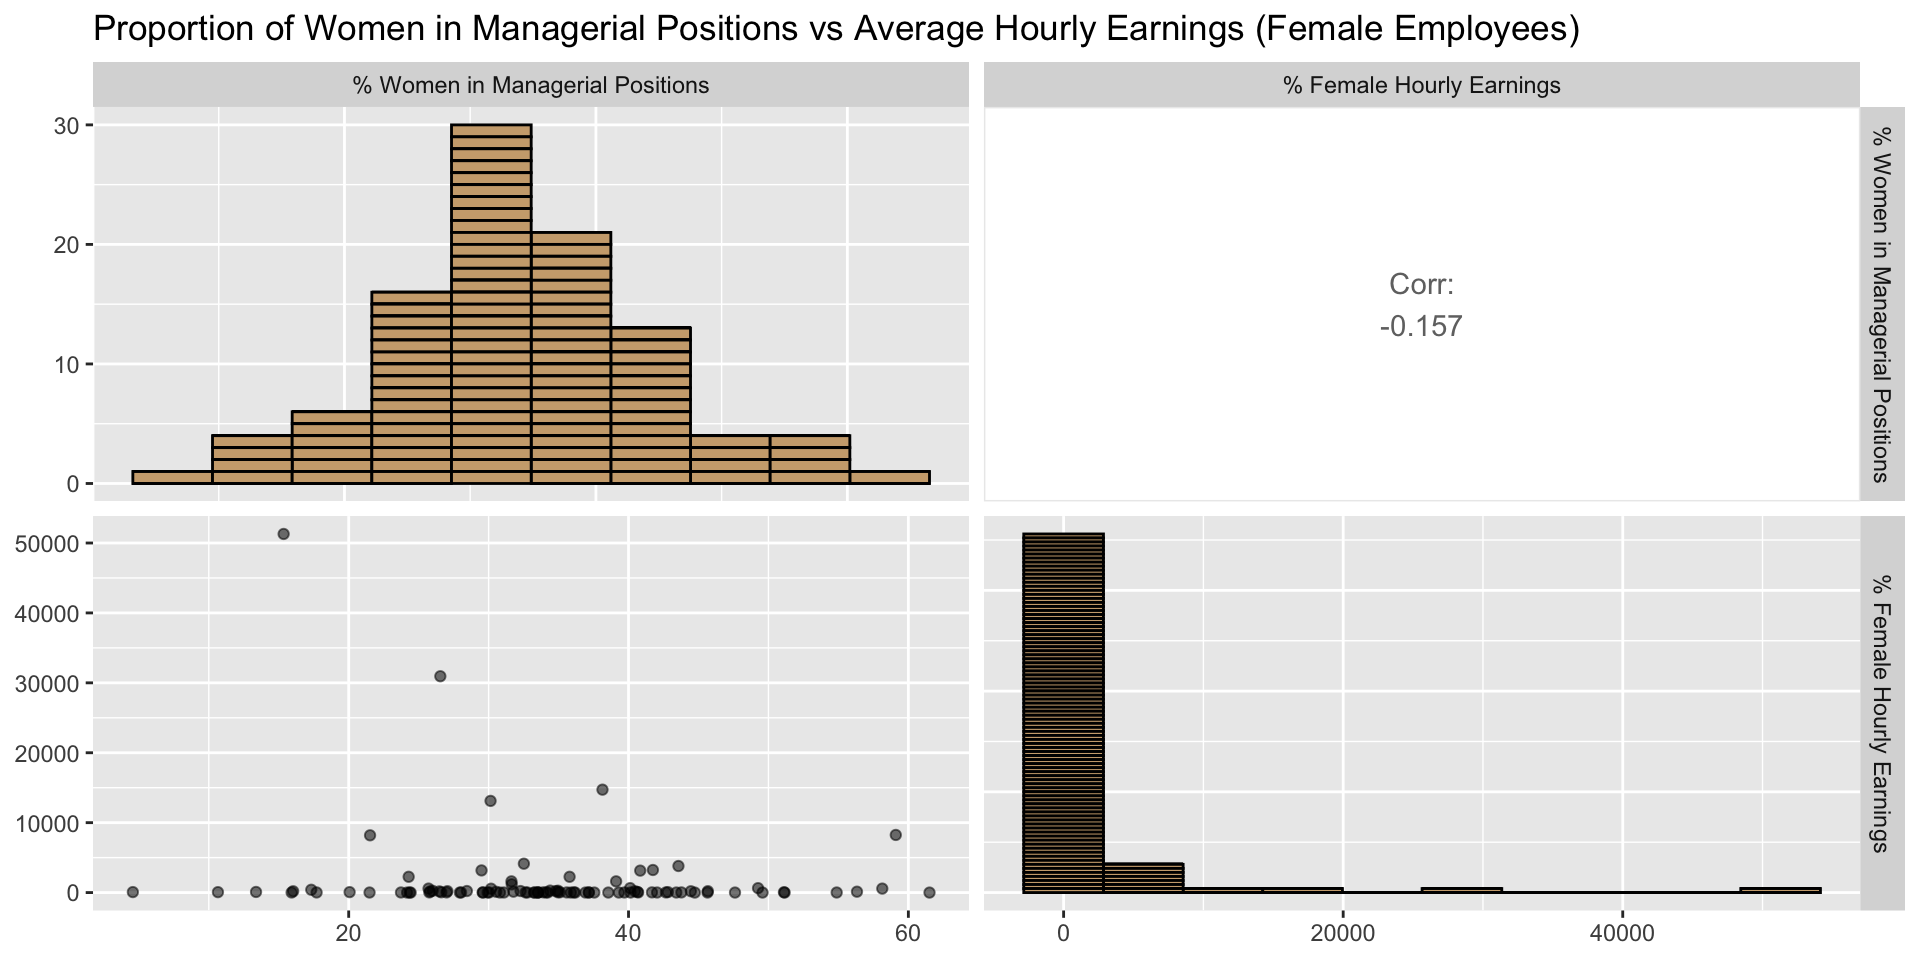 Proportion of Women in Managerial Positions vs Average Hourly Earnings (Female Employees)
% Women in Managerial Positions
% Female Hourly Earnings
30
20
10
0
Corr:
-0.157
% Women in Managerial Positions
50000
40000
30000
20000
10000
0
% Female Hourly Earnings
20
40
60
0
20000
40000